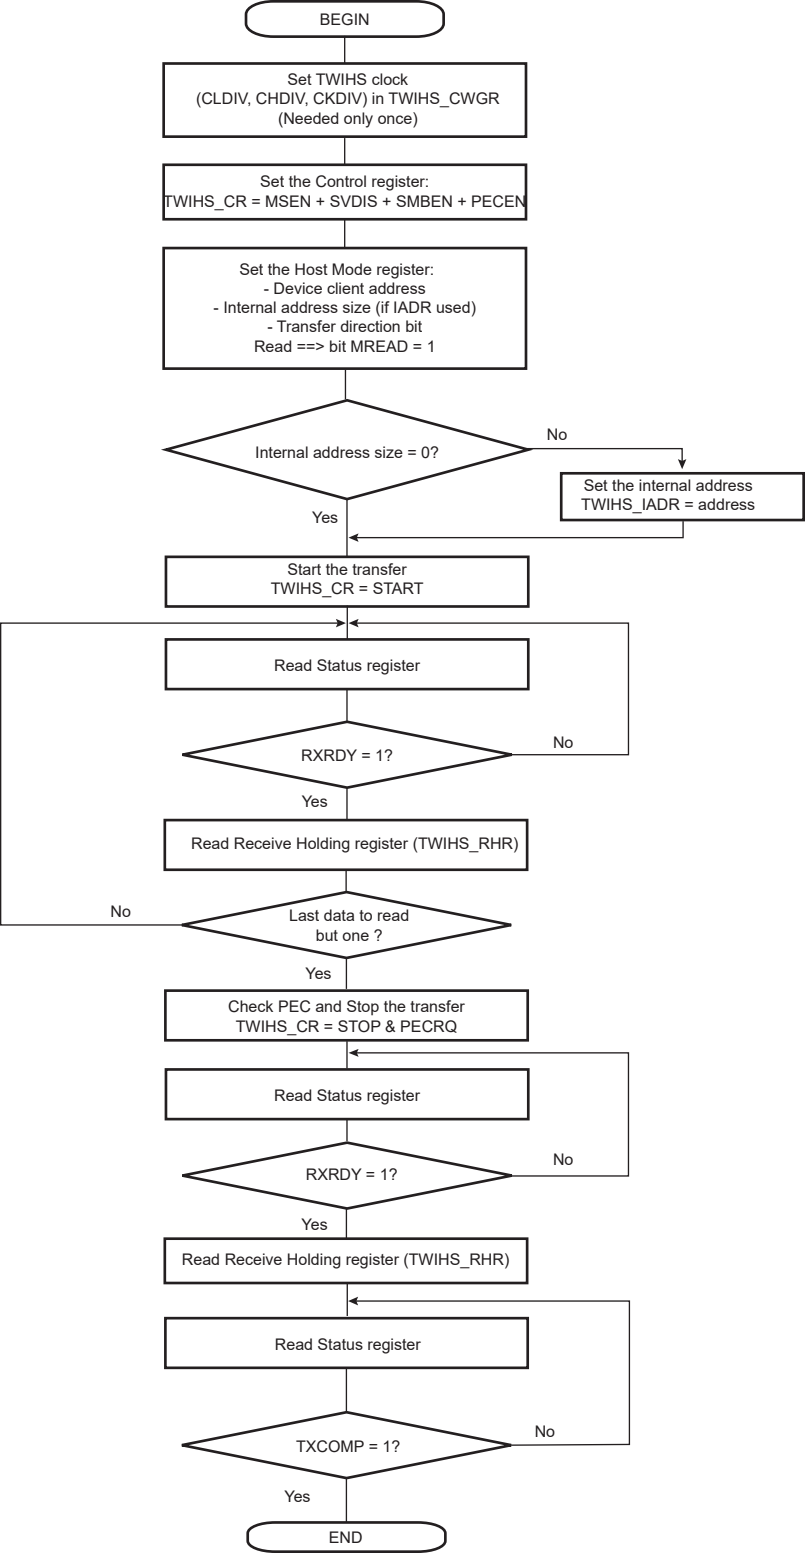 BEGIN
Set TWIHS clock
(CLDIV, CHDIV, CKDIV) in TWIHS_CWGR
(Needed only once)
Set the Control register:
TWIHS_CR = MSEN + SVDIS + SMBEN + PECEN
Set the Host Mode register:
- Device client address
- Internal address size (if IADR used)
- Transfer direction bit
Read ==> bit MREAD = 1
Internal address size = 0?
No
Set the internal address
TWIHS_IADR = address
Yes
Start the transfer
TWIHS_CR = START
Read Status register
RXRDY = 1?
No
Yes
Read Receive Holding register (TWIHS_RHR)
Last data to read
but one ?
No
Yes
Check PEC and Stop the transfer
TWIHS_CR = STOP & PECRQ
Read Status register
RXRDY = 1?
No
Yes
Read Receive Holding register (TWIHS_RHR)
Read Status register
TXCOMP = 1?
No
Yes
END